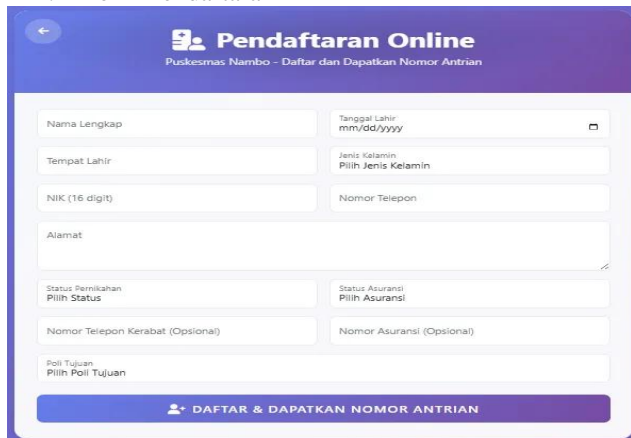 Pendaftaran Online
Puskesmas Nambo - Daftar dan Dapatkan Nomor Antrian
Nama Lengkap
Tanggal Lahir
mm/dd/yyyy
Tempat Lahir
Jenis Kelamin
Pilih Jenis Kelamin
NIK (16 digit)
Nomor Telepon
Alamat
Status Pernikahan
Pilih Status
Status Asuransi
Pilih Asuransi
Nomor Telepon Kerabat (Opsional)
Nomor Asuransi (Opsional)
Poli Tujuan
Pilih Poli Tujuan
DAFTAR & DAPATKAN NOMOR ANTRIAN